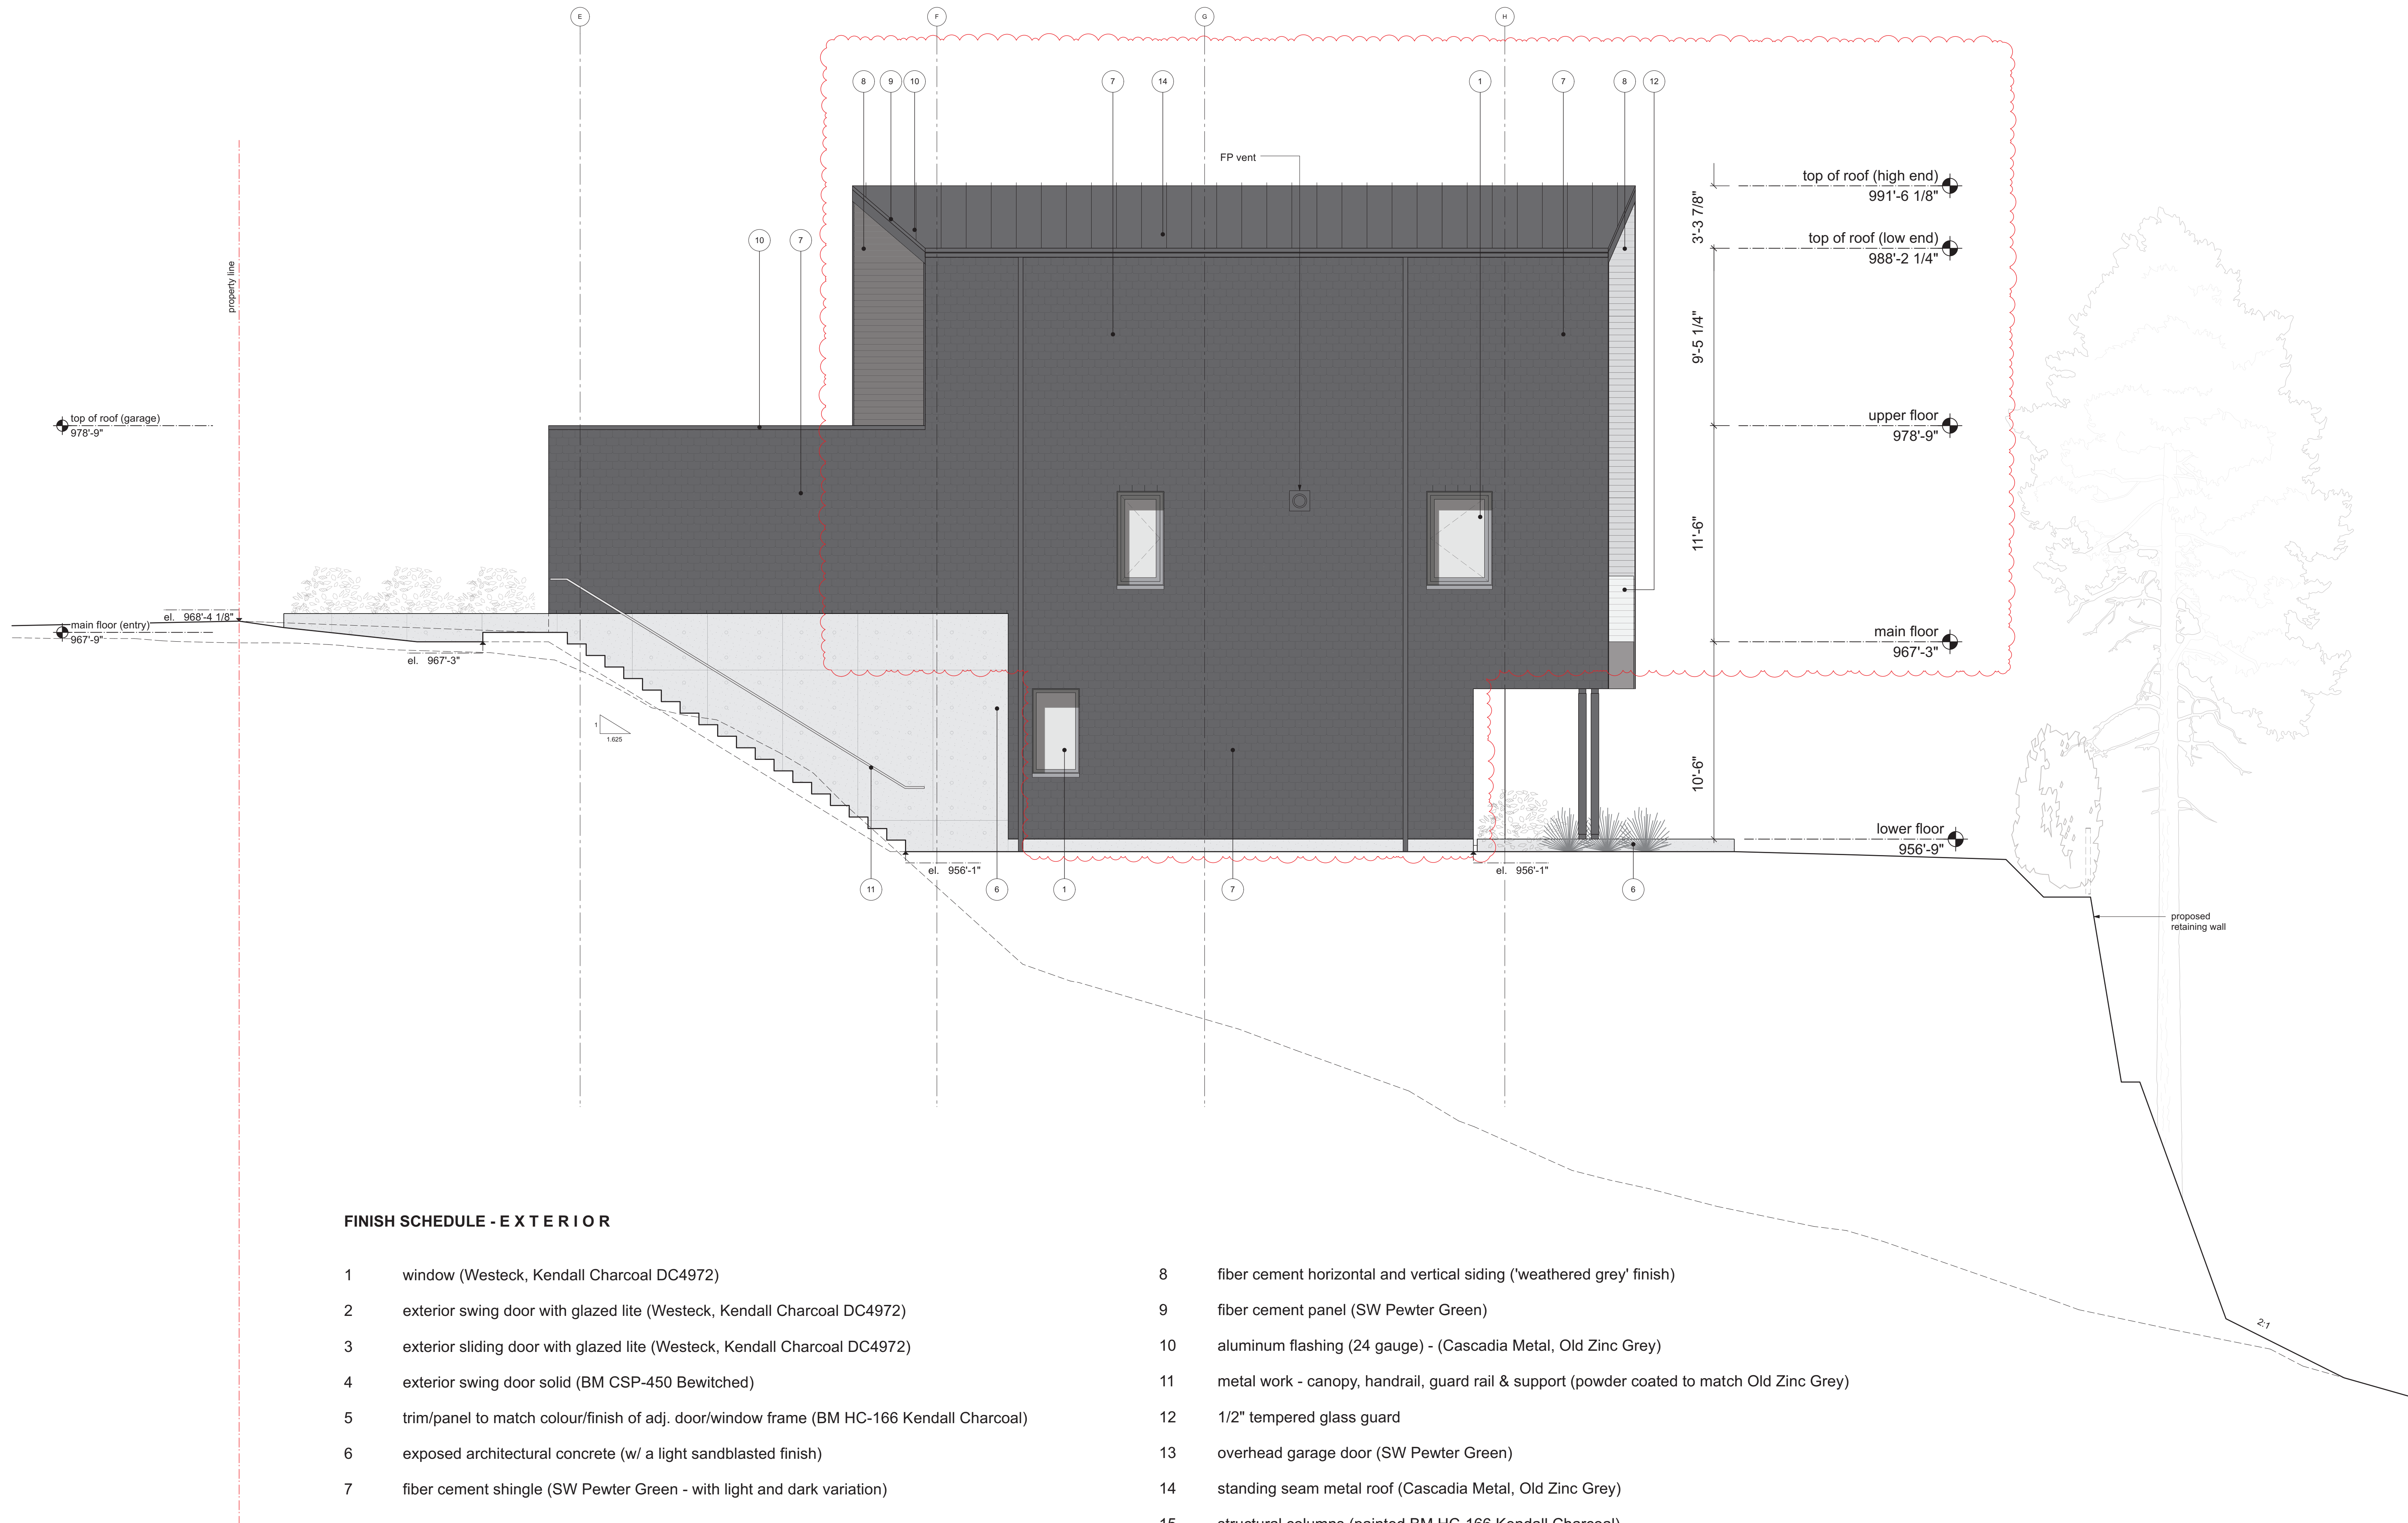 E F G H
8 9 10 7 14 1 7 8 12
FP vent
top of roof (high end)
991'-6 1/8"
3'-3 7/8"
top of roof (low end)
988'-2 1/4"
10 7
property line
9'-5 1/4"
top of roof (garage)
978'-9"
upper floor
978'-9"
11'-6"
el. 968'-4 1/8"
main floor (entry)
967'-9"
el. 967'-3"
main floor
967'-3"
1
1.625
10'-6"
lower floor
956'-9"
el. 956'-1"
el. 956'-1"
11 6 1 7 6
proposed
retaining wall
2:1
FINISH SCHEDULE - E X T E R I O R
1 window (Westeck, Kendall Charcoal DC4972)
2 exterior swing door with glazed lite (Westeck, Kendall Charcoal DC4972)
3 exterior sliding door with glazed lite (Westeck, Kendall Charcoal DC4972)
4 exterior swing door solid (BM CSP-450 Bewitched)
5 trim/panel to match colour/finish of adj. door/window frame (BM HC-166 Kendall Charcoal)
6 exposed architectural concrete (w/ a light sandblasted finish)
7 fiber cement shingle (SW Pewter Green - with light and dark variation)
8 fiber cement horizontal and vertical siding ('weathered grey' finish)
9 fiber cement panel (SW Pewter Green)
10 aluminum flashing (24 gauge) - (Cascadia Metal, Old Zinc Grey)
11 metal work - canopy, handrail, guard rail & support (powder coated to match Old Zinc Grey)
12 1/2" tempered glass guard
13 overhead garage door (SW Pewter Green)
14 standing seam metal roof (Cascadia Metal, Old Zinc Grey)
15 structural columns (painted BM HC-166 Kendall Charcoal)